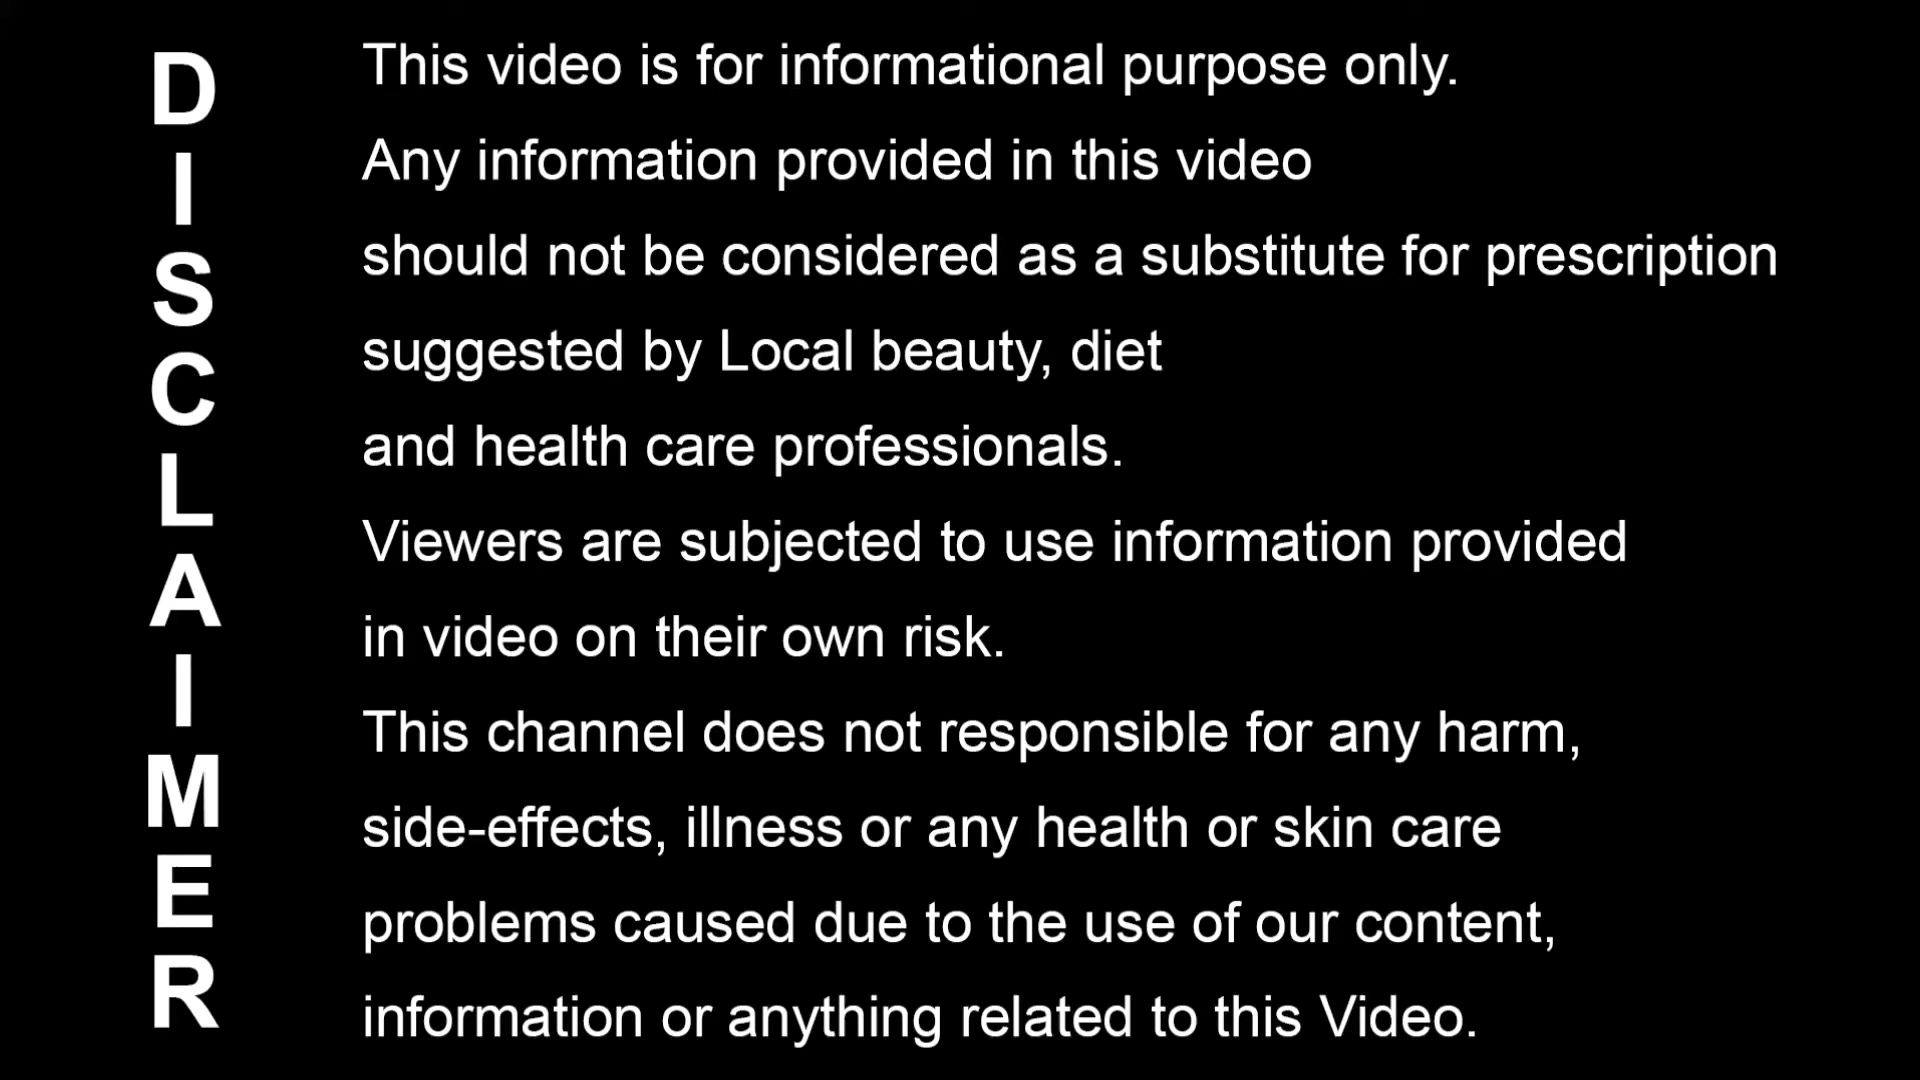 DISCLAIMER
This video is for informational purpose only.
Any information provided in this video
should not be considered as a substitute for prescription
suggested by Local beauty, diet
and health care professionals.
Viewers are subjected to use information provided
in video on their own risk.
This channel does not responsible for any harm,
side-effects, illness or any health or skin care
problems caused due to the use of our content,
information or anything related to this Video.